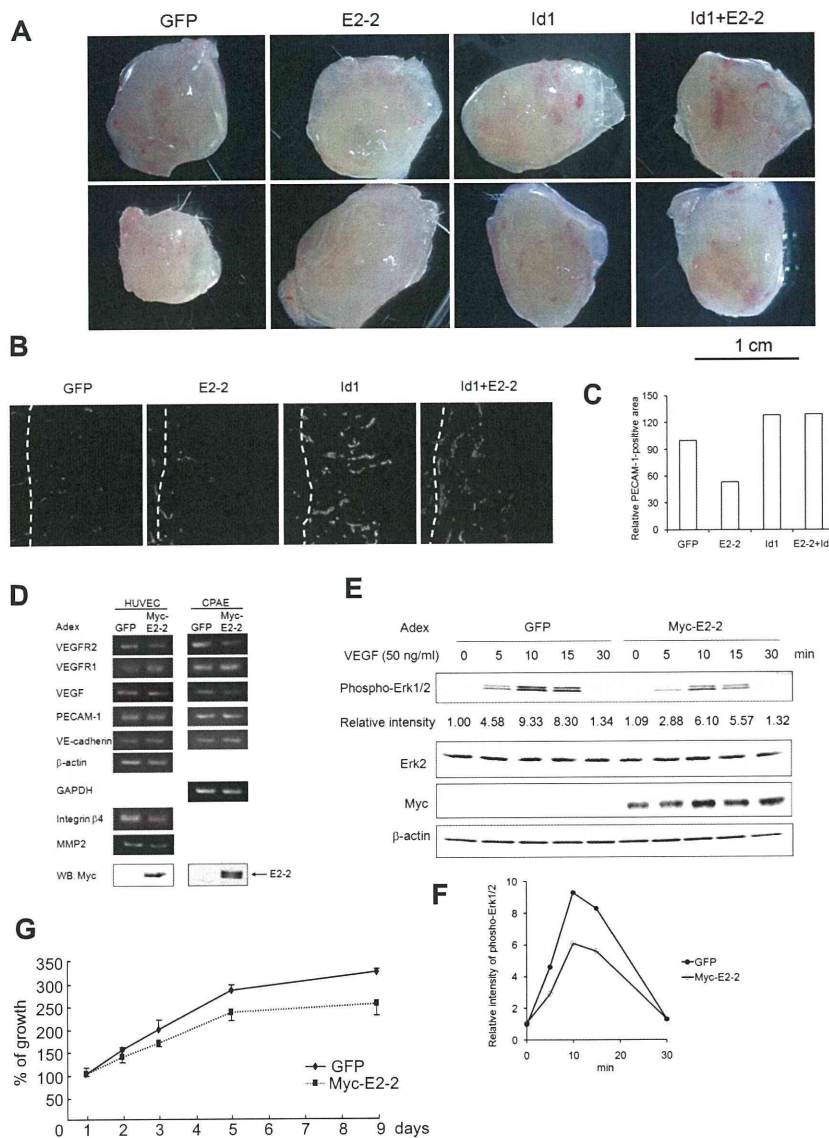 A
GFP
E2-2
Id1
Id1+E2-2
1 cm
B
GFP
E2-2
Id1
Id1+E2-2
C
Relative PECAM-1-positive area
150
120
90
60
30
0
GFP
E2-2
Id1
E2-2+Id
D
HUVEC
CPAE
Adex
GFP
Myc-
E2-2
GFP
Myc-
E2-2
VEGFR2
VEGFR1
VEGF
PECAM-1
VE-cadherin
β-actin
GAPDH
Integrin β4
MMP2
WB: Myc
←E2-2
E
Adex
GFP
Myc-E2-2
VEGF (50 ng/ml)
0 5 10 15 30
0 5 10 15 30
min
Phospho-Erk1/2
Relative intensity
1.00 4.58 9.33 8.30 1.34 1.09 2.88 6.10 5.57 1.32
Erk2
Myc
β-actin
F
Relative intensity of phosho-Erk1/2
10
8
6
4
2
0
0 10 20 30
min
GFP
Myc-E2-2
G
% of growth
350
300
250
200
150
100
50
0 1 2 3 4 5 6 7 8 9 days
GFP
Myc-E2-2